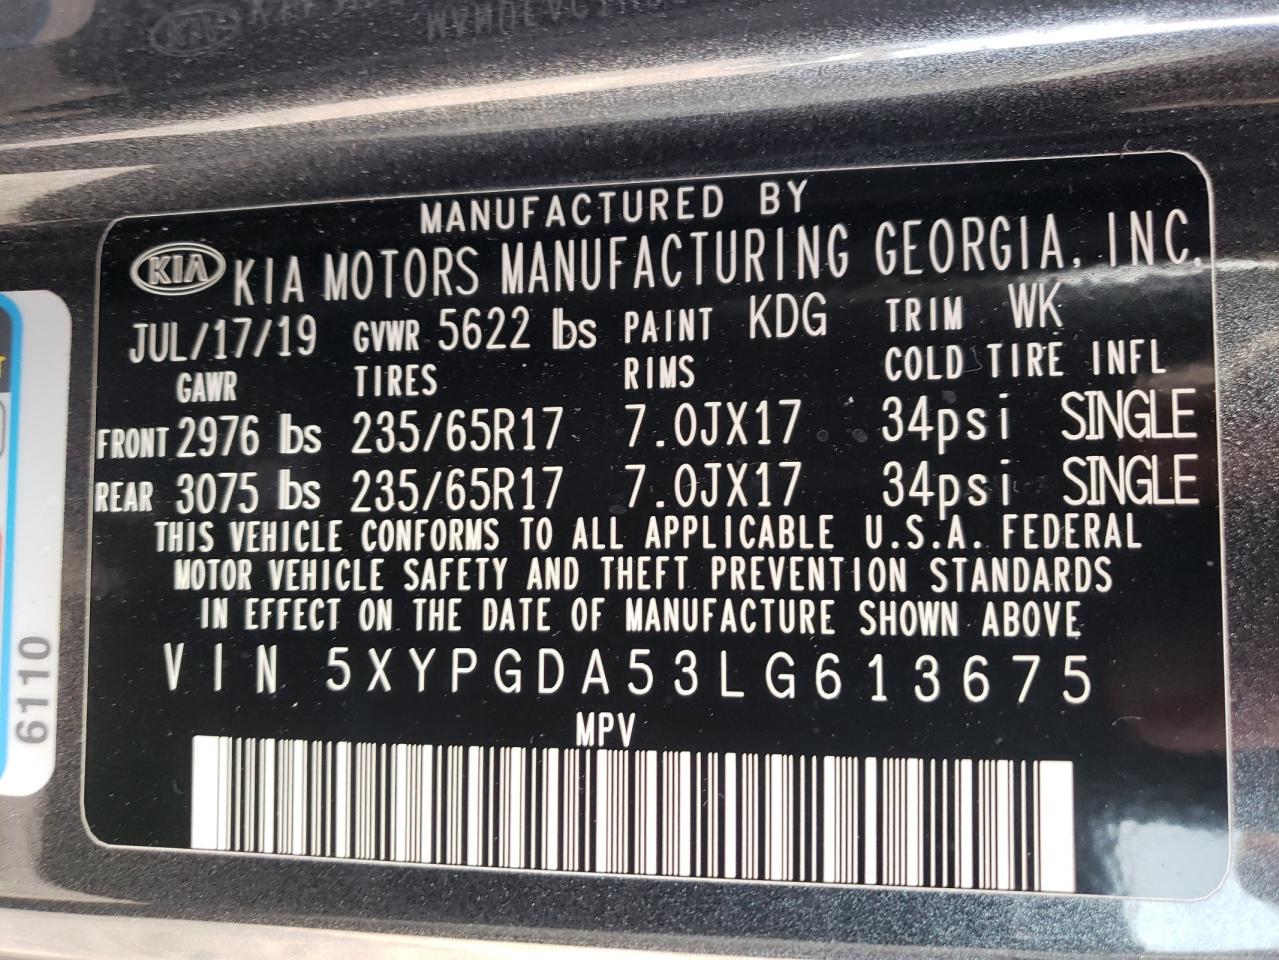 MANUFACTURED BY
KIA KIA MOTORS MANUFACTURING GEORGIA, INC.
JUL/17/19 GVWR 5622 lbs PAINT KDG TRIM WK
GAWR TIRES RIMS COLD TIRE INFL
FRONT 2976 lbs 235/65R17 7.0JX17 34psi SINGLE
REAR 3075 lbs 235/65R17 7.0JX17 34psi SINGLE
THIS VEHICLE CONFORMS TO ALL APPLICABLE U.S.A. FEDERAL
MOTOR VEHICLE SAFETY AND THEFT PREVENTION STANDARDS
IN EFFECT ON THE DATE OF MANUFACTURE SHOWN ABOVE
VIN 5XYPGDA53LG613675
MPV
6110